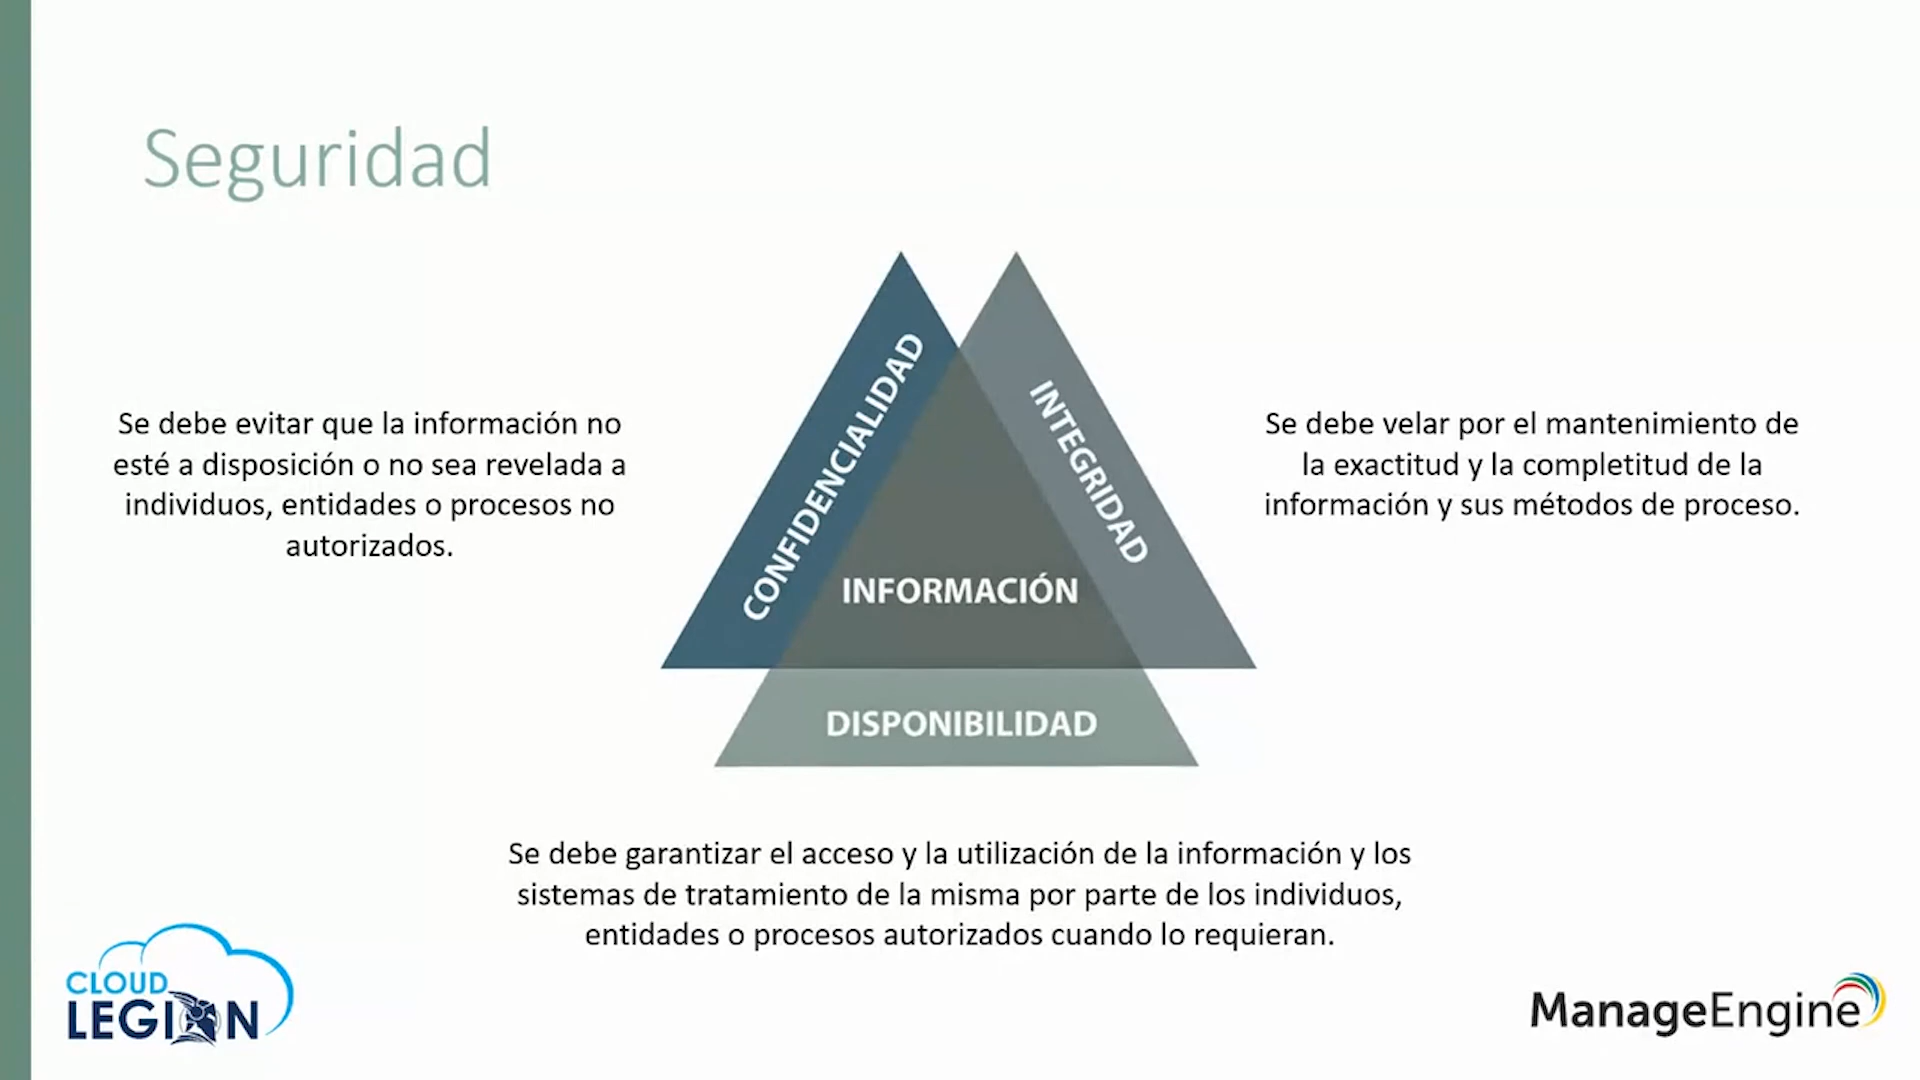 Seguridad
CONFIDENCIALIDAD
INTEGRIDAD
INFORMACIÓN
DISPONIBILIDAD
Se debe evitar que la información no
esté a disposición o no sea revelada a
individuos, entidades o procesos no
autorizados.
Se debe velar por el mantenimiento de
la exactitud y la completitud de la
información y sus métodos de proceso.
Se debe garantizar el acceso y la utilización de la información y los
sistemas de tratamiento de la misma por parte de los individuos,
entidades o procesos autorizados cuando lo requieran.
CLOUD
LEGION
ManageEngine